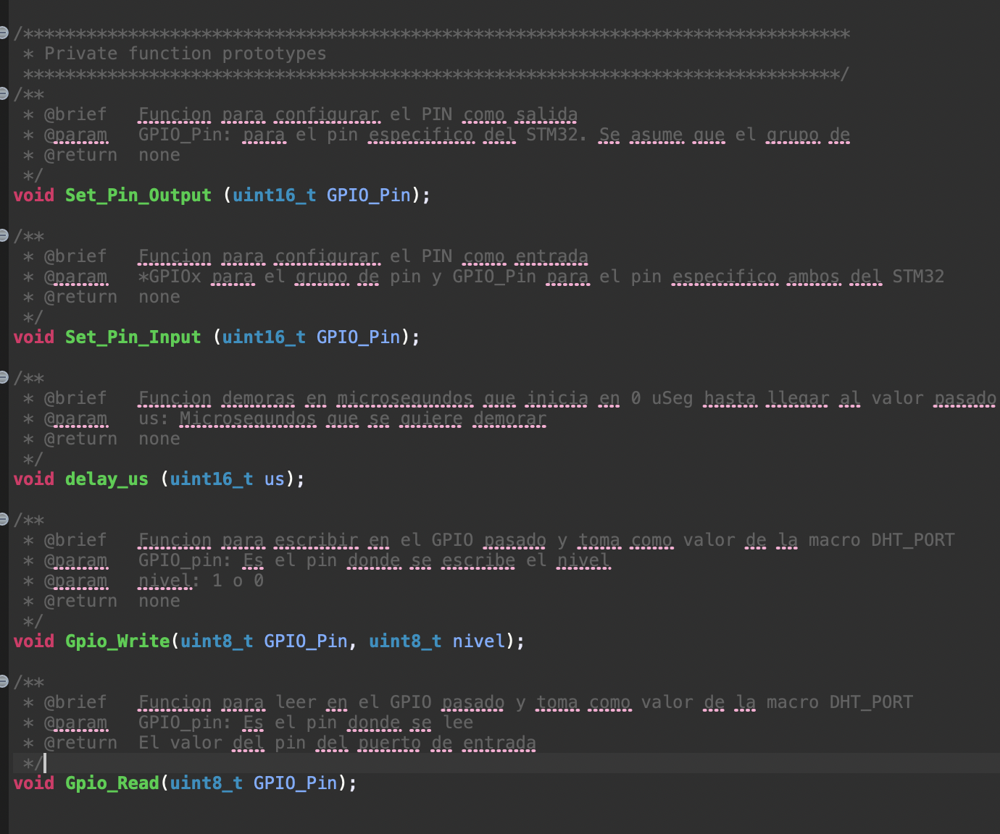 /*******************************************************************************
 * Private function prototypes
 ******************************************************************************/
/**
 * @brief   Funcion para configurar el PIN como salida
 * @param   GPIO_Pin: para el pin especifico del STM32. Se asume que el grupo de
 * @return  none
 */
void Set_Pin_Output (uint16_t GPIO_Pin);
/**
 * @brief   Funcion para configurar el PIN como entrada
 * @param   *GPIOx para el grupo de pin y GPIO_Pin para el pin especifico ambos del STM32
 * @return  none
 */
void Set_Pin_Input (uint16_t GPIO_Pin);
/**
 * @brief   Funcion demoras en microsegundos que inicia en 0 uSeg hasta llegar al valor pasado
 * @param   us: Microsegundos que se quiere demorar
 * @return  none
 */
void delay_us (uint16_t us);
/**
 * @brief   Funcion para escribir en el GPIO pasado y toma como valor de la macro DHT_PORT
 * @param   GPIO_pin: Es el pin donde se escribe el nivel
 * @param   nivel: 1 o 0
 * @return  none
 */
void Gpio_Write(uint8_t GPIO_Pin, uint8_t nivel);
/**
 * @brief   Funcion para leer en el GPIO pasado y toma como valor de la macro DHT_PORT
 * @param   GPIO_pin: Es el pin donde se lee
 * @return  El valor del pin del puerto de entrada
 */
void Gpio_Read(uint8_t GPIO_Pin);